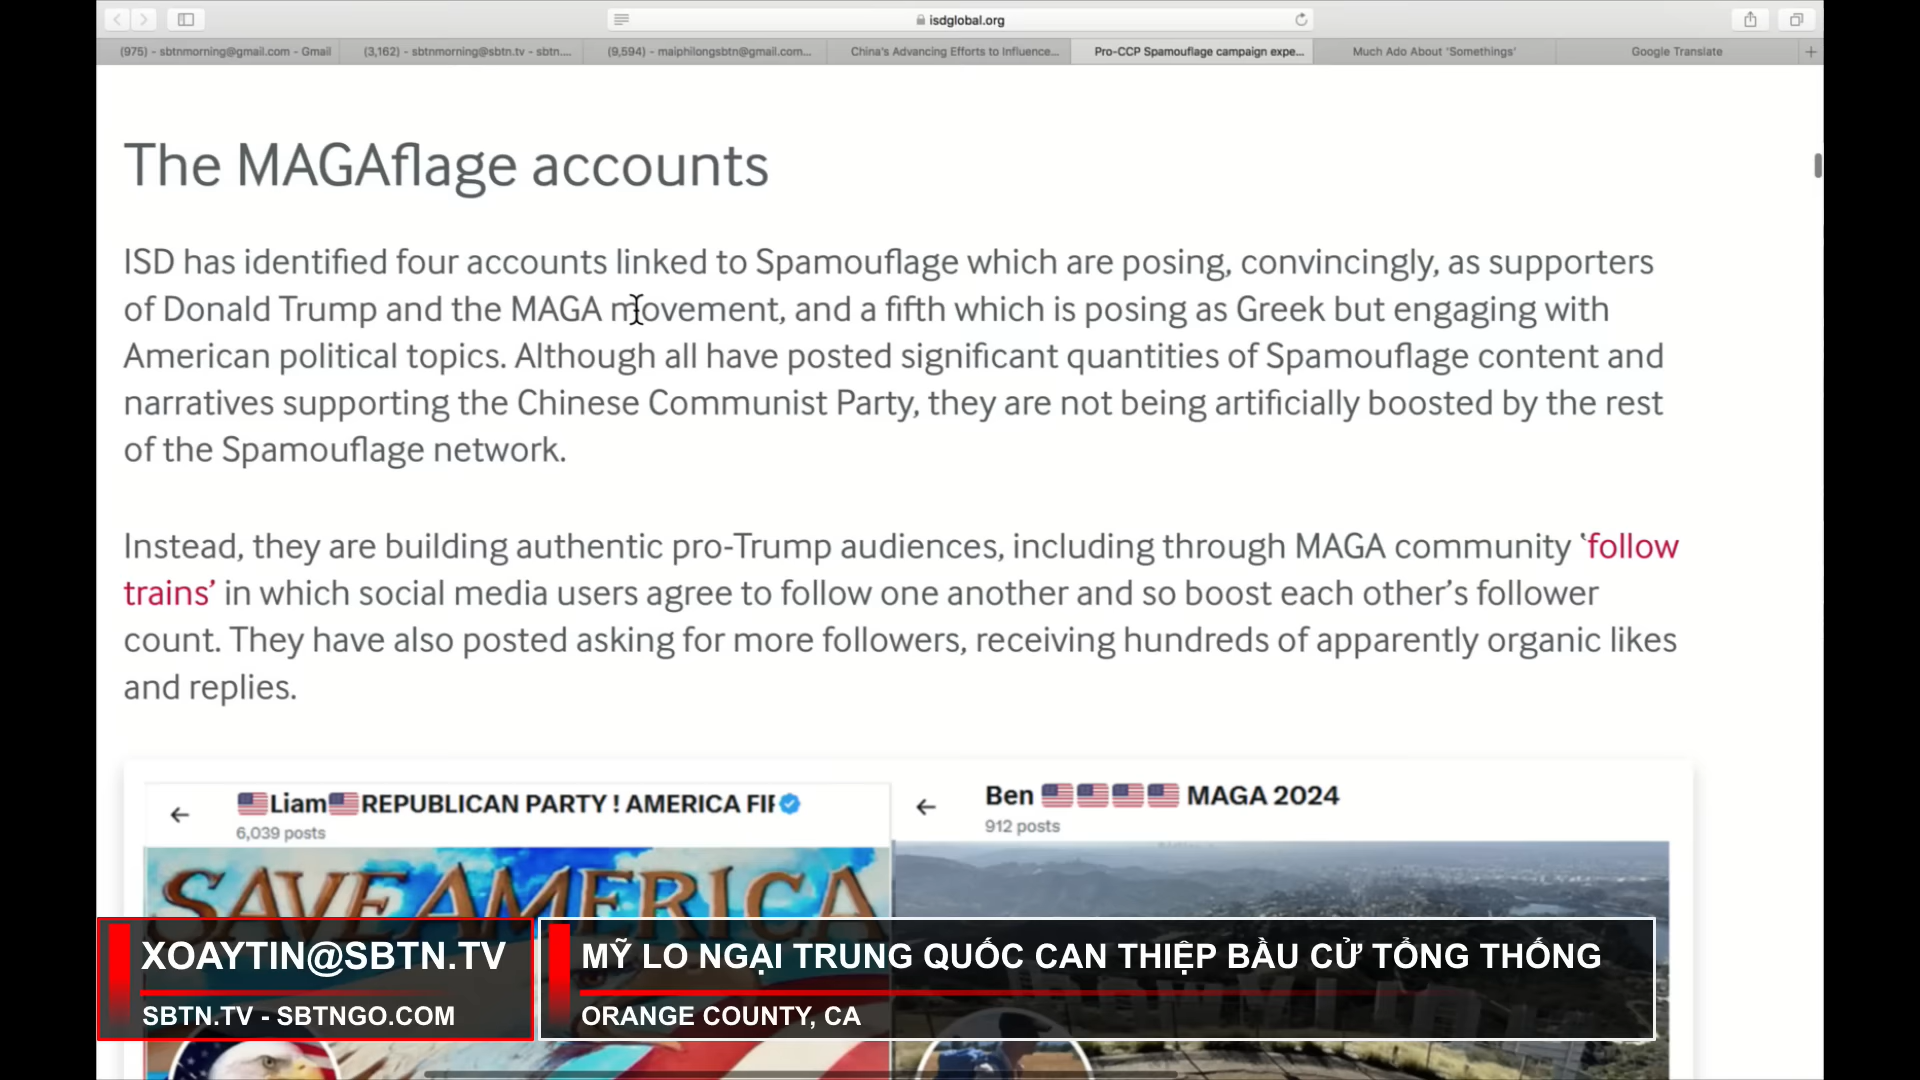 isdglobal.org
(975) - sbtnmorning@gmail.com - Gmail
(3,162) - sbtnmorning@sbtn.tv - sbtn....
(9,594) - maiphilongsbtn@gmail.com...
China's Advancing Efforts to Influence...
Pro-CCP Spamouflage campaign expe...
Much Ado About 'Somethings'
Google Translate
The MAGAflage accounts
ISD has identified four accounts linked to Spamouflage which are posing, convincingly, as supporters
of Donald Trump and the MAGA movement, and a fifth which is posing as Greek but engaging with
American political topics. Although all have posted significant quantities of Spamouflage content and
narratives supporting the Chinese Communist Party, they are not being artificially boosted by the rest
of the Spamouflage network.
Instead, they are building authentic pro-Trump audiences, including through MAGA community ‘follow
trains’ in which social media users agree to follow one another and so boost each other’s follower
count. They have also posted asking for more followers, receiving hundreds of apparently organic likes
and replies.
Liam REPUBLICAN PARTY ! AMERICA FIR
6,039 posts
Ben MAGA 2024
912 posts
SAVE AMERICA
XOAYTIN@SBTN.TV
SBTN.TV - SBTNGO.COM
MỸ LO NGẠI TRUNG QUỐC CAN THIỆP BẦU CỬ TỔNG THỐNG
ORANGE COUNTY, CA